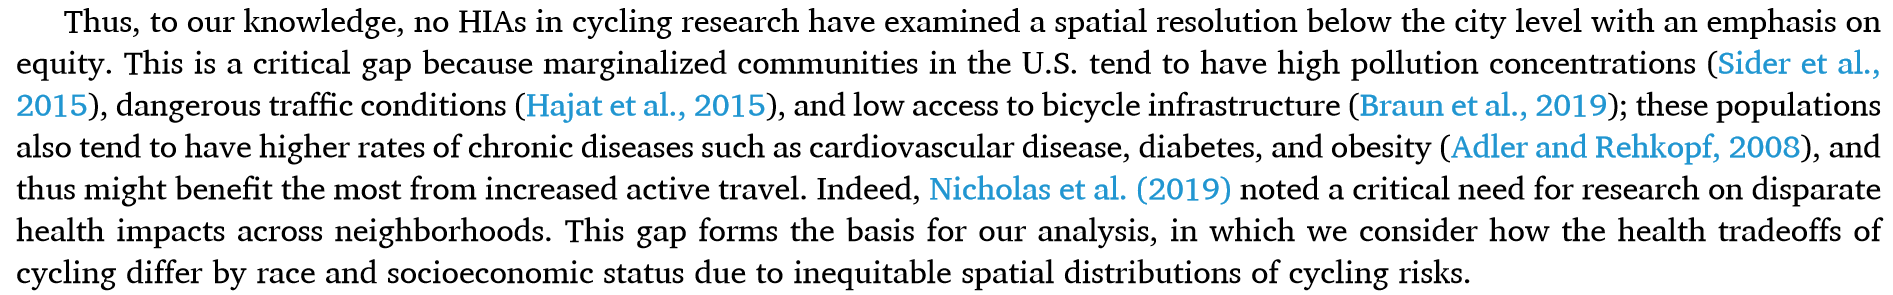 Thus, to our knowledge, no HIAs in cycling research have examined a spatial resolution below the city level with an emphasis on
equity. This is a critical gap because marginalized communities in the U.S. tend to have high pollution concentrations (Sider et al.,
2015), dangerous traffic conditions (Hajat et al., 2015), and low access to bicycle infrastructure (Braun et al., 2019); these populations
also tend to have higher rates of chronic diseases such as cardiovascular disease, diabetes, and obesity (Adler and Rehkopf, 2008), and
thus might benefit the most from increased active travel. Indeed, Nicholas et al. (2019) noted a critical need for research on disparate
health impacts across neighborhoods. This gap forms the basis for our analysis, in which we consider how the health tradeoffs of
cycling differ by race and socioeconomic status due to inequitable spatial distributions of cycling risks.